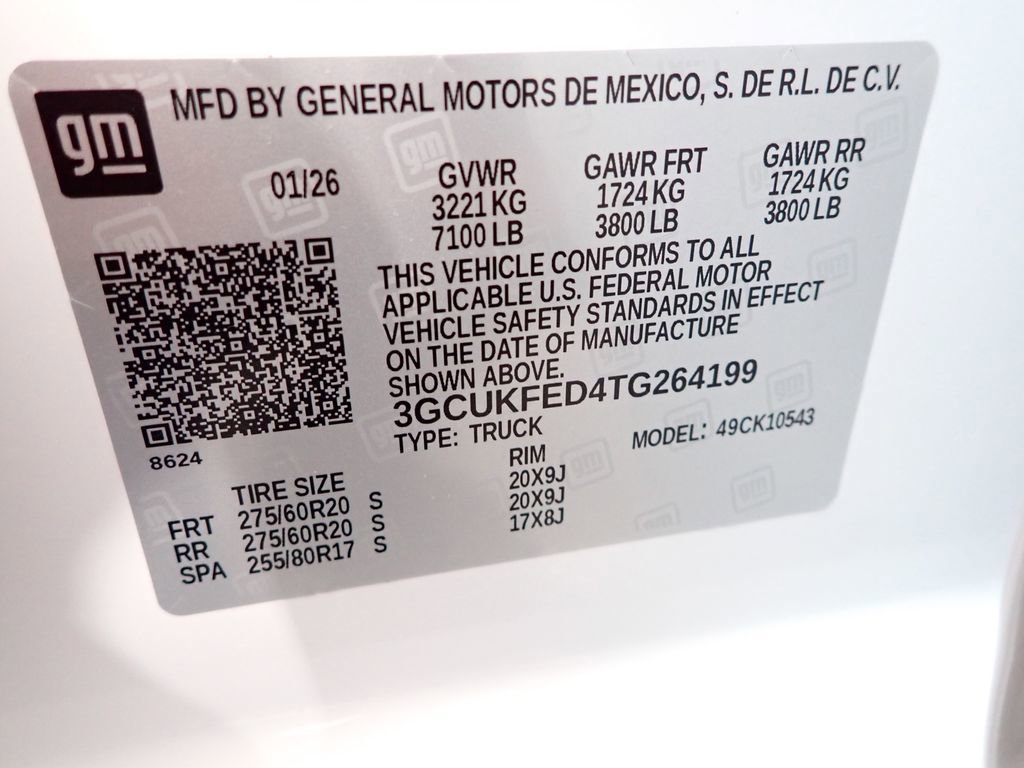 gm
MFD BY GENERAL MOTORS DE MEXICO, S. DE R.L. DE C.V.
01/26
GVWR
3221 KG
7100 LB
GAWR FRT
1724 KG
3800 LB
GAWR RR
1724 KG
3800 LB
THIS VEHICLE CONFORMS TO ALL
APPLICABLE U.S. FEDERAL MOTOR
VEHICLE SAFETY STANDARDS IN EFFECT
ON THE DATE OF MANUFACTURE
SHOWN ABOVE.
3GCUKFED4TG264199
TYPE: TRUCK
MODEL: 49CK10543
8624
TIRE SIZE RIM
FRT 275/60R20 S 20X9J
RR 275/60R20 S 20X9J
SPA 255/80R17 S 17X8J